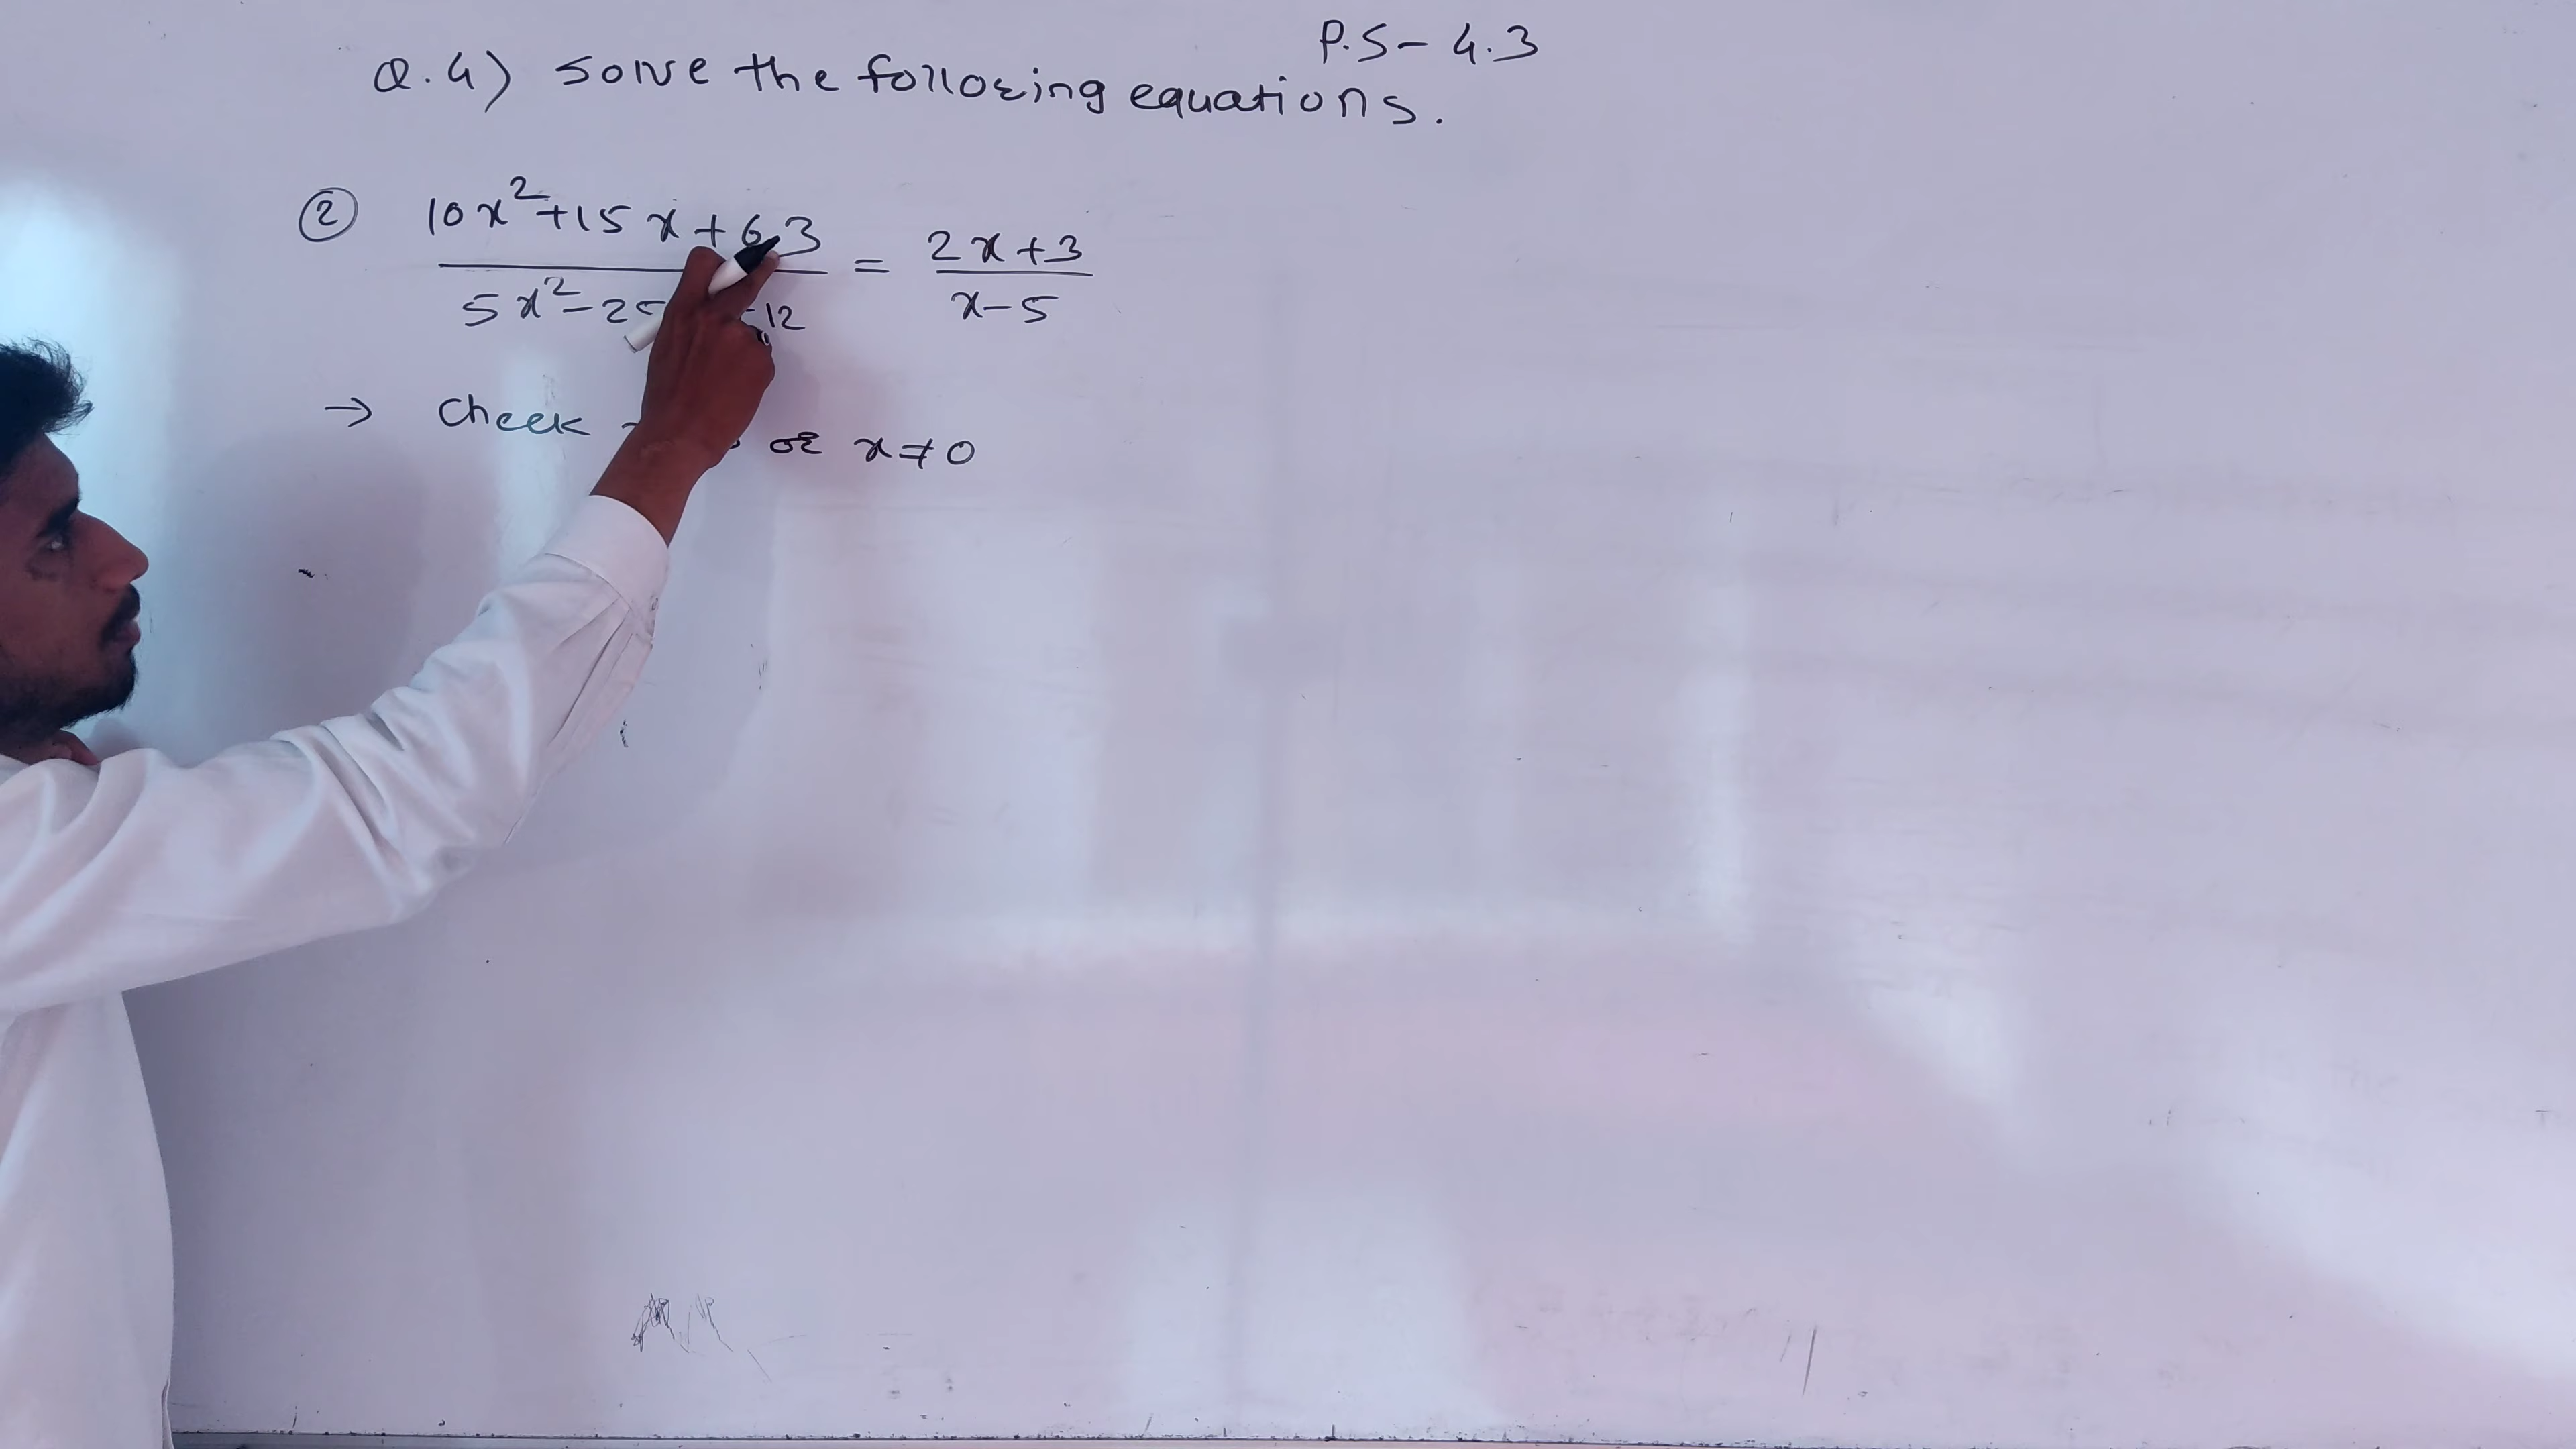 P.S- 4.3
Q.4) Solve the following equations.
② 10x²+15x+63 / 5x²-25 -12 = 2x+3 / x-5
→ Check or x≠0